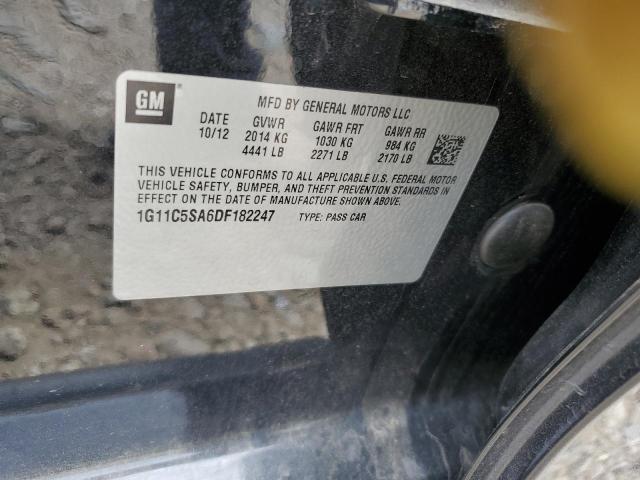 GM
MFD BY GENERAL MOTORS LLC
DATE GVWR GAWR FRT GAWR RR
10/12 2014 KG 1030 KG 984 KG
4441 LB 2271 LB 2170 LB
THIS VEHICLE CONFORMS TO ALL APPLICABLE U.S. FEDERAL MOTOR
VEHICLE SAFETY, BUMPER, AND THEFT PREVENTION STANDARDS IN
EFFECT ON THE DATE OF MANUFACTURE SHOWN ABOVE.
1G11C5SA6DF182247 TYPE: PASS CAR